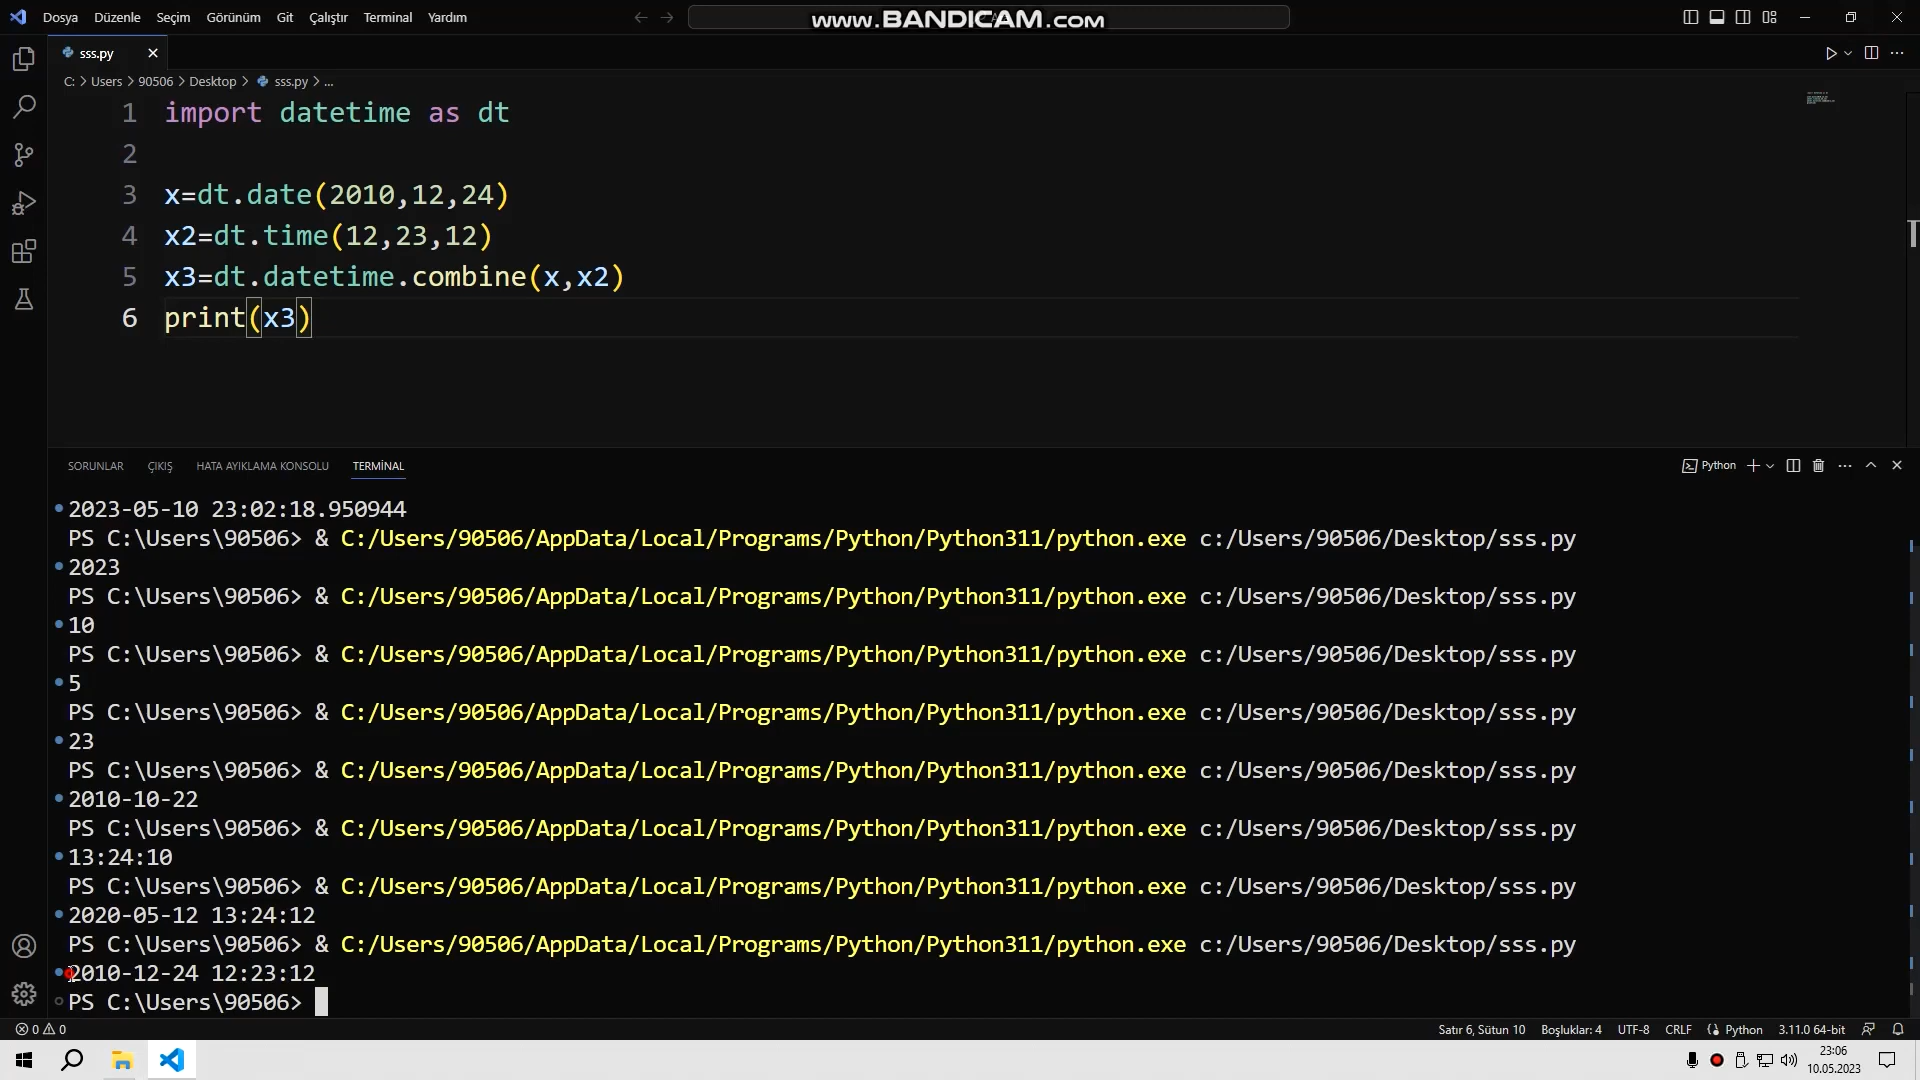 Dosya Düzenle Seçim Görünüm Git Çalıştır Terminal Yardım
www.BANDICAM.com
sss.py
C: > Users > 90506 > Desktop > sss.py > ...
1 import datetime as dt
2
3 x=dt.date(2010,12,24)
4 x2=dt.time(12,23,12)
5 x3=dt.datetime.combine(x,x2)
6 print(x3)
SORUNLAR ÇIKIŞ HATA AYIKLAMA KONSOLU TERMİNAL
Python
2023-05-10 23:02:18.950944
PS C:\Users\90506> & C:/Users/90506/AppData/Local/Programs/Python/Python311/python.exe c:/Users/90506/Desktop/sss.py
2023
PS C:\Users\90506> & C:/Users/90506/AppData/Local/Programs/Python/Python311/python.exe c:/Users/90506/Desktop/sss.py
10
PS C:\Users\90506> & C:/Users/90506/AppData/Local/Programs/Python/Python311/python.exe c:/Users/90506/Desktop/sss.py
5
PS C:\Users\90506> & C:/Users/90506/AppData/Local/Programs/Python/Python311/python.exe c:/Users/90506/Desktop/sss.py
23
PS C:\Users\90506> & C:/Users/90506/AppData/Local/Programs/Python/Python311/python.exe c:/Users/90506/Desktop/sss.py
2010-10-22
PS C:\Users\90506> & C:/Users/90506/AppData/Local/Programs/Python/Python311/python.exe c:/Users/90506/Desktop/sss.py
13:24:10
PS C:\Users\90506> & C:/Users/90506/AppData/Local/Programs/Python/Python311/python.exe c:/Users/90506/Desktop/sss.py
2020-05-12 13:24:12
PS C:\Users\90506> & C:/Users/90506/AppData/Local/Programs/Python/Python311/python.exe c:/Users/90506/Desktop/sss.py
2010-12-24 12:23:12
PS C:\Users\90506>
0 0
Satır 6, Sütun 10 Boşluklar: 4 UTF-8 CRLF Python 3.11.0 64-bit
23:06
10.05.2023